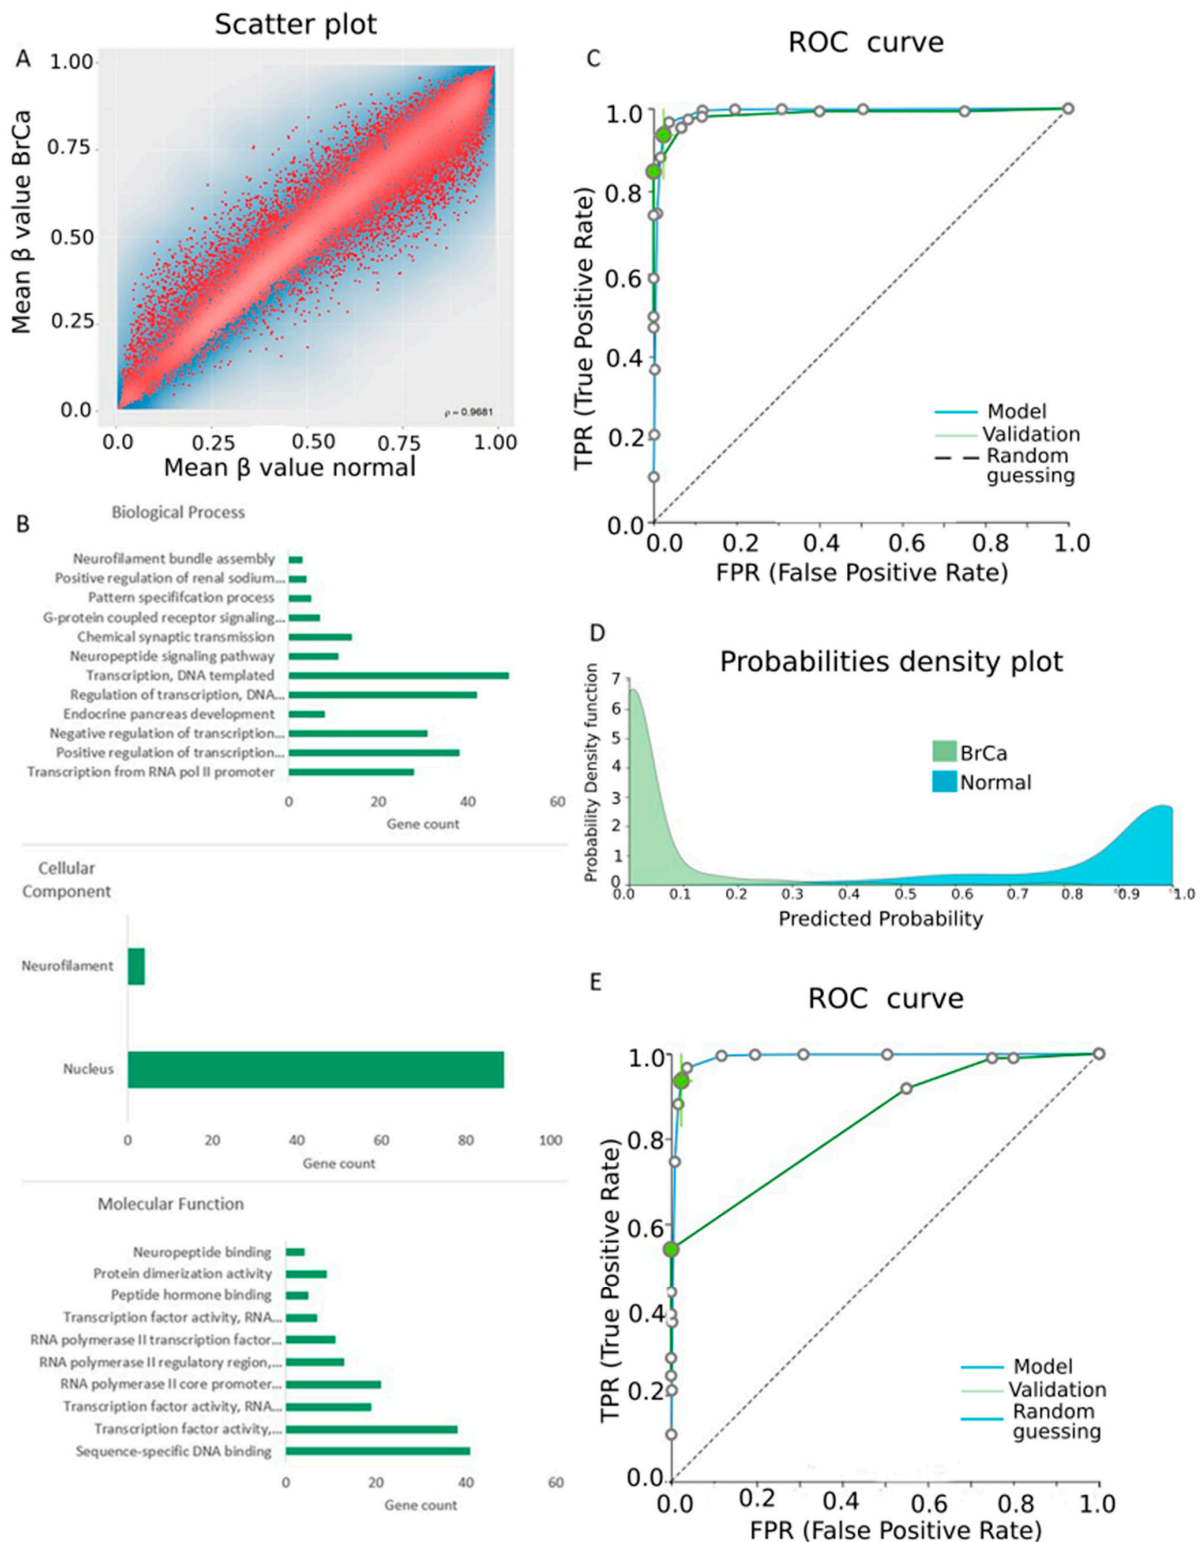 Scatter plot
A
1.00
0.75
0.50
0.25
0.0
Mean β value BrCa
ρ = 0.9681
0.0 0.25 0.50 0.75 1.00
Mean β value normal
B
Biological Process
Neurofilament bundle assembly
Positive regulation of renal sodium...
Pattern specififcation process
G-protein coupled receptor signaling...
Chemical synaptic transmission
Neuropeptide signaling pathway
Transcription, DNA templated
Regulation of transcription, DNA...
Endocrine pancreas development
Negative regulation of transcription...
Positive regulation of transcription...
Transcription from RNA pol II promoter
0 20 40 60
Gene count
Cellular
Component
Neurofilament
Nucleus
0 20 40 60 80 100
Gene count
Molecular Function
Neuropeptide binding
Protein dimerization activity
Peptide hormone binding
Transcription factor activity, RNA...
RNA polymerase II transcription factor...
RNA polymerase II regulatory region,...
RNA polymerase II core promoter...
Transcription factor activity, RNA...
Transcription factor activity,...
Sequence-specific DNA binding
0 20 40 60
Gene count
C
ROC curve
1.0
0.8
0.6
0.4
0.2
0.0
TPR (True Positive Rate)
Model
Validation
Random
guessing
0.0 0.2 0.4 0.6 0.8 1.0
FPR (False Positive Rate)
D
Probabilities density plot
7
6
5
4
3
2
1
0
Probability Density function
BrCa
Normal
0.0 0.1 0.2 0.3 0.4 0.5 0.6 0.7 0.8 0.9 1.0
Predicted Probability
E
ROC curve
1.0
0.8
0.6
0.4
0.2
0.0
TPR (True Positive Rate)
Model
Validation
Random
guessing
0.0 0.2 0.4 0.6 0.8 1.0
FPR (False Positive Rate)